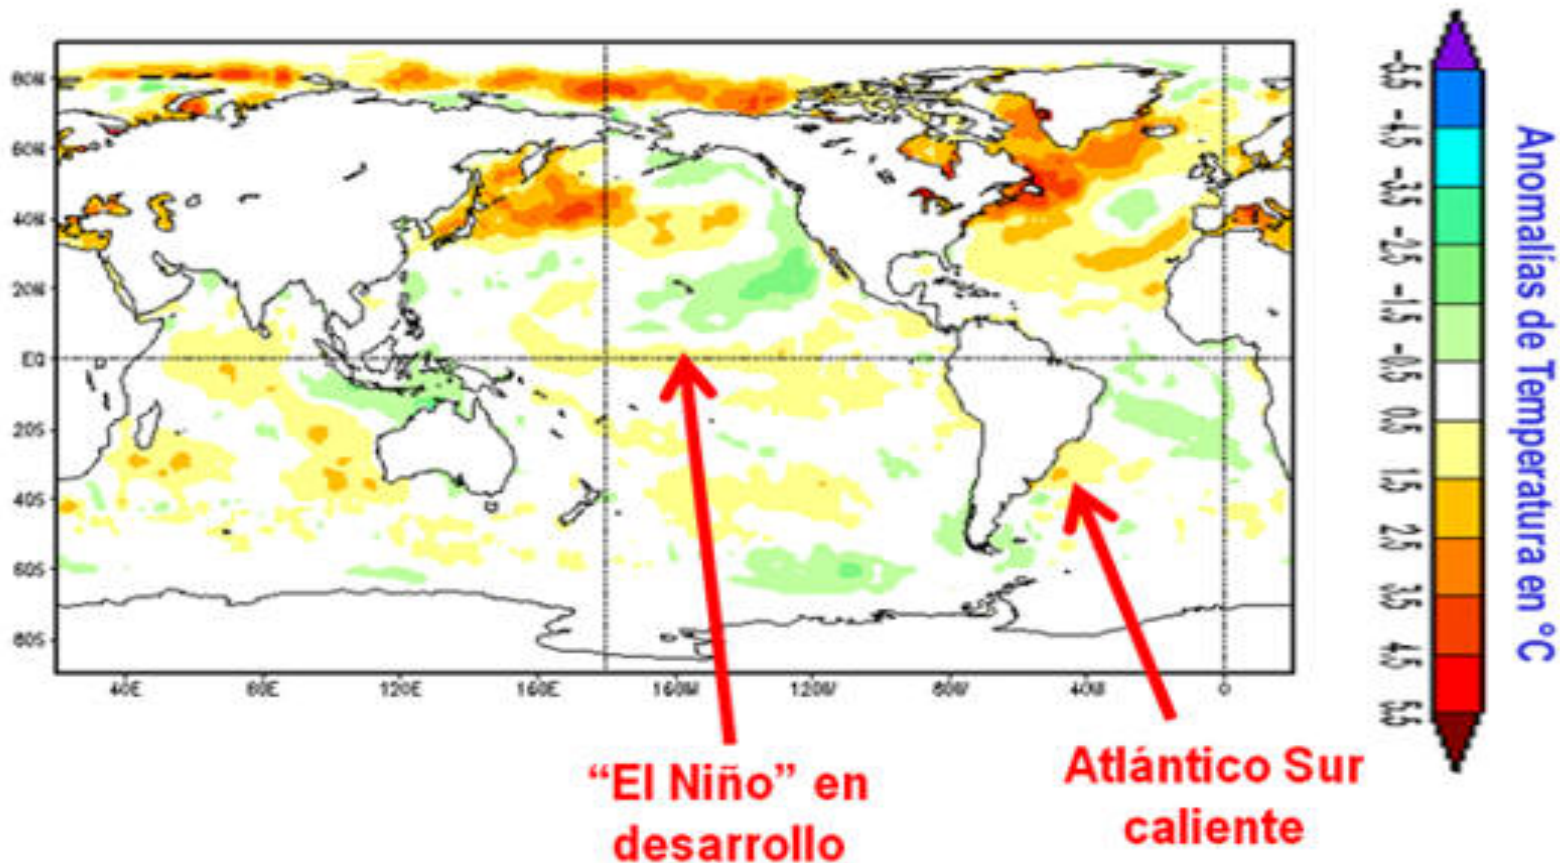 80N
60N
40N
20N
EQ
20S
40S
60S
80S
40E 80E 120E 160E 160W 120W 80W 40W 0
-5.5
-4.5
-3.5
-2.5
-1.5
-0.5
0.5
1.5
2.5
3.5
4.5
5.5
Anomalías de Temperatura en °C
“El Niño” en
desarrollo
Atlántico Sur
caliente